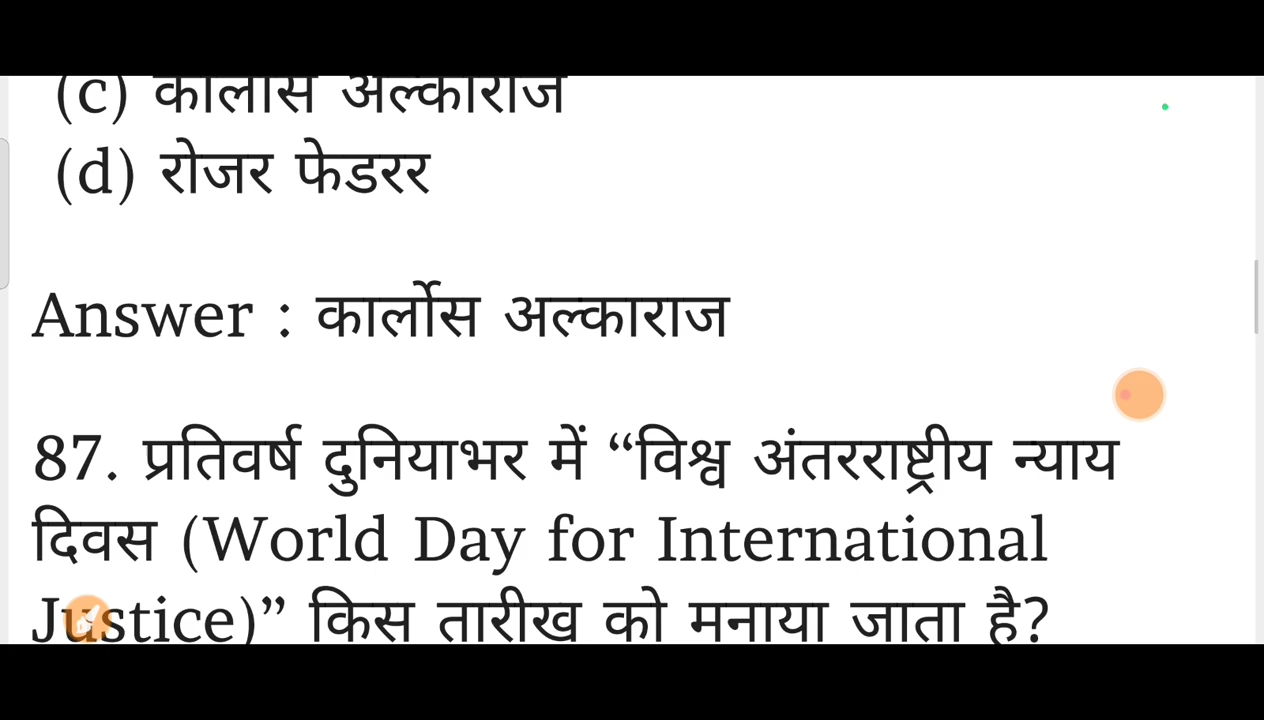 (c) कार्लोस अल्काराज
(d) रोजर फेडरर
Answer : कार्लोस अल्काराज
87. प्रतिवर्ष दुनियाभर में “विश्व अंतरराष्ट्रीय न्याय
दिवस (World Day for International
Justice)” किस तारीख को मनाया जाता है?